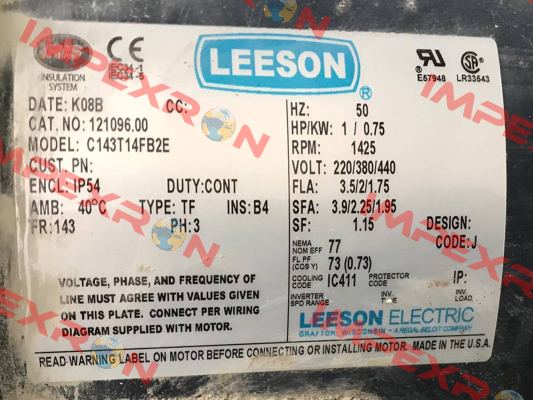 INSULATION
SYSTEM
CE
IEC34-1
IEC34-5
LEESON
®
E57948
LR33543
DATE: K08B CC:
CAT. NO: 121096.00
MODEL: C143T14FB2E
CUST. PN:
ENCL: IP54 DUTY: CONT
AMB: 40°C TYPE: TF INS: B4
FR: 143 PH: 3
HZ: 50
HP/KW: 1 / 0.75
RPM: 1425
VOLT: 220/380/440
FLA: 3.5/2/1.75
SFA: 3.9/2.25/1.95
SF: 1.15 DESIGN:
NEMA NOM EFF 77 CODE: J
FL PF (COS Y) 73 (0.73)
COOLING CODE IC411 PROTECTOR CODE IP:
INVERTER SPD RANGE INV. INV. LOAD.
VOLTAGE, PHASE, AND FREQUENCY OF
LINE MUST AGREE WITH VALUES GIVEN
ON THIS PLATE. CONNECT PER WIRING
DIAGRAM SUPPLIED WITH MOTOR.
LEESON ELECTRIC
GRAFTON, WISCONSIN – A REGAL-BELOIT COMPANY
READ WARNING LABEL ON MOTOR BEFORE CONNECTING OR INSTALLING MOTOR. MADE IN THE U.S.A.
IMPEXRON
IMPEXRON
IMPEXRON